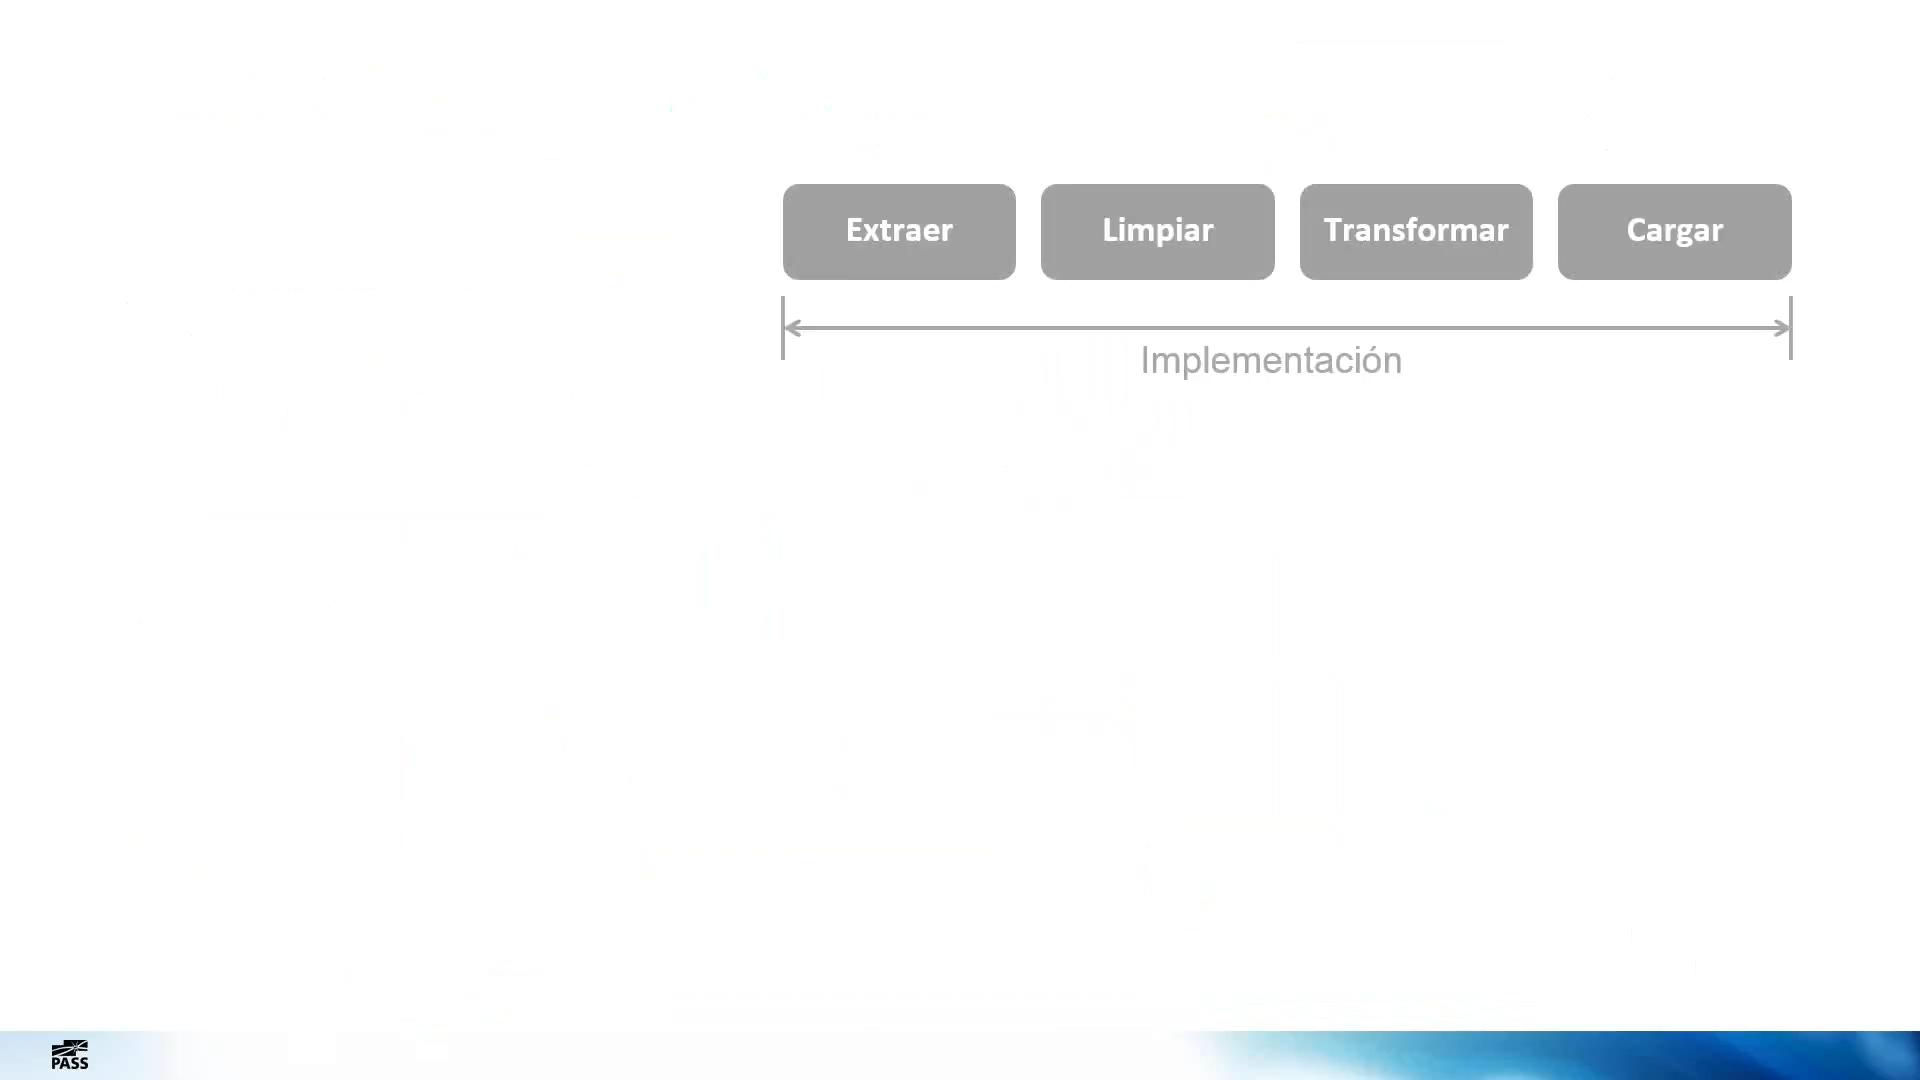 Extraer
Limpiar
Transformar
Cargar
Implementación
PASS